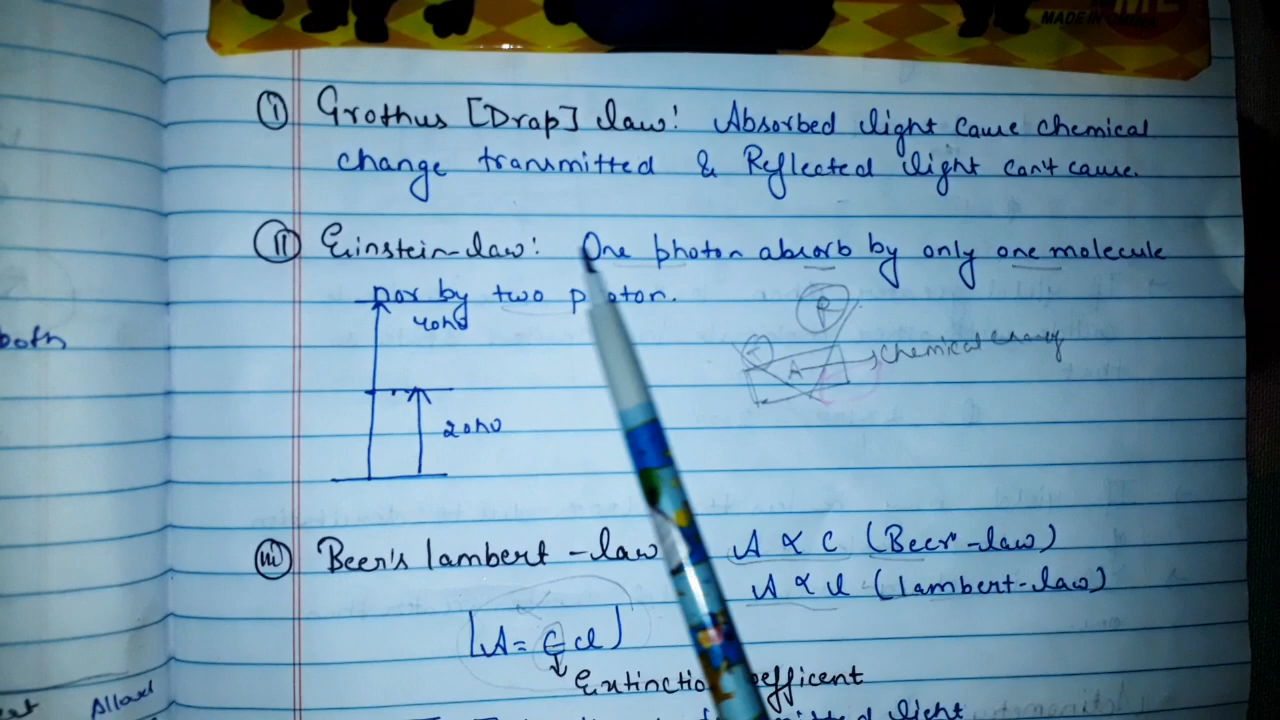 MADE IN
(I) Grothus [Drap] law: Absorbed light cause chemical
change transmitted & Reflected light can't cause.
(II) Einstein-law: One photon absorb by only one molecule
nor by two photon.
40hν
R
T
A
chemical change
20hν
both
(III) Beer's lambert-law A ∝ C (Beer-law)
A ∝ l (lambert-law)
A = ϵcl
Extinction coefficent
Allowed
light